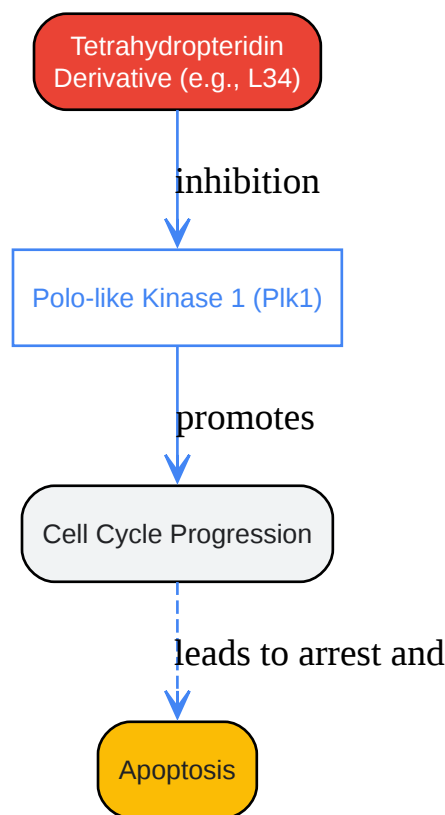 Tetrahydropteridin
Derivative (e.g., L34)
inhibition
Polo-like Kinase 1 (Plk1)
promotes
Cell Cycle Progression
leads to arrest and
Apoptosis